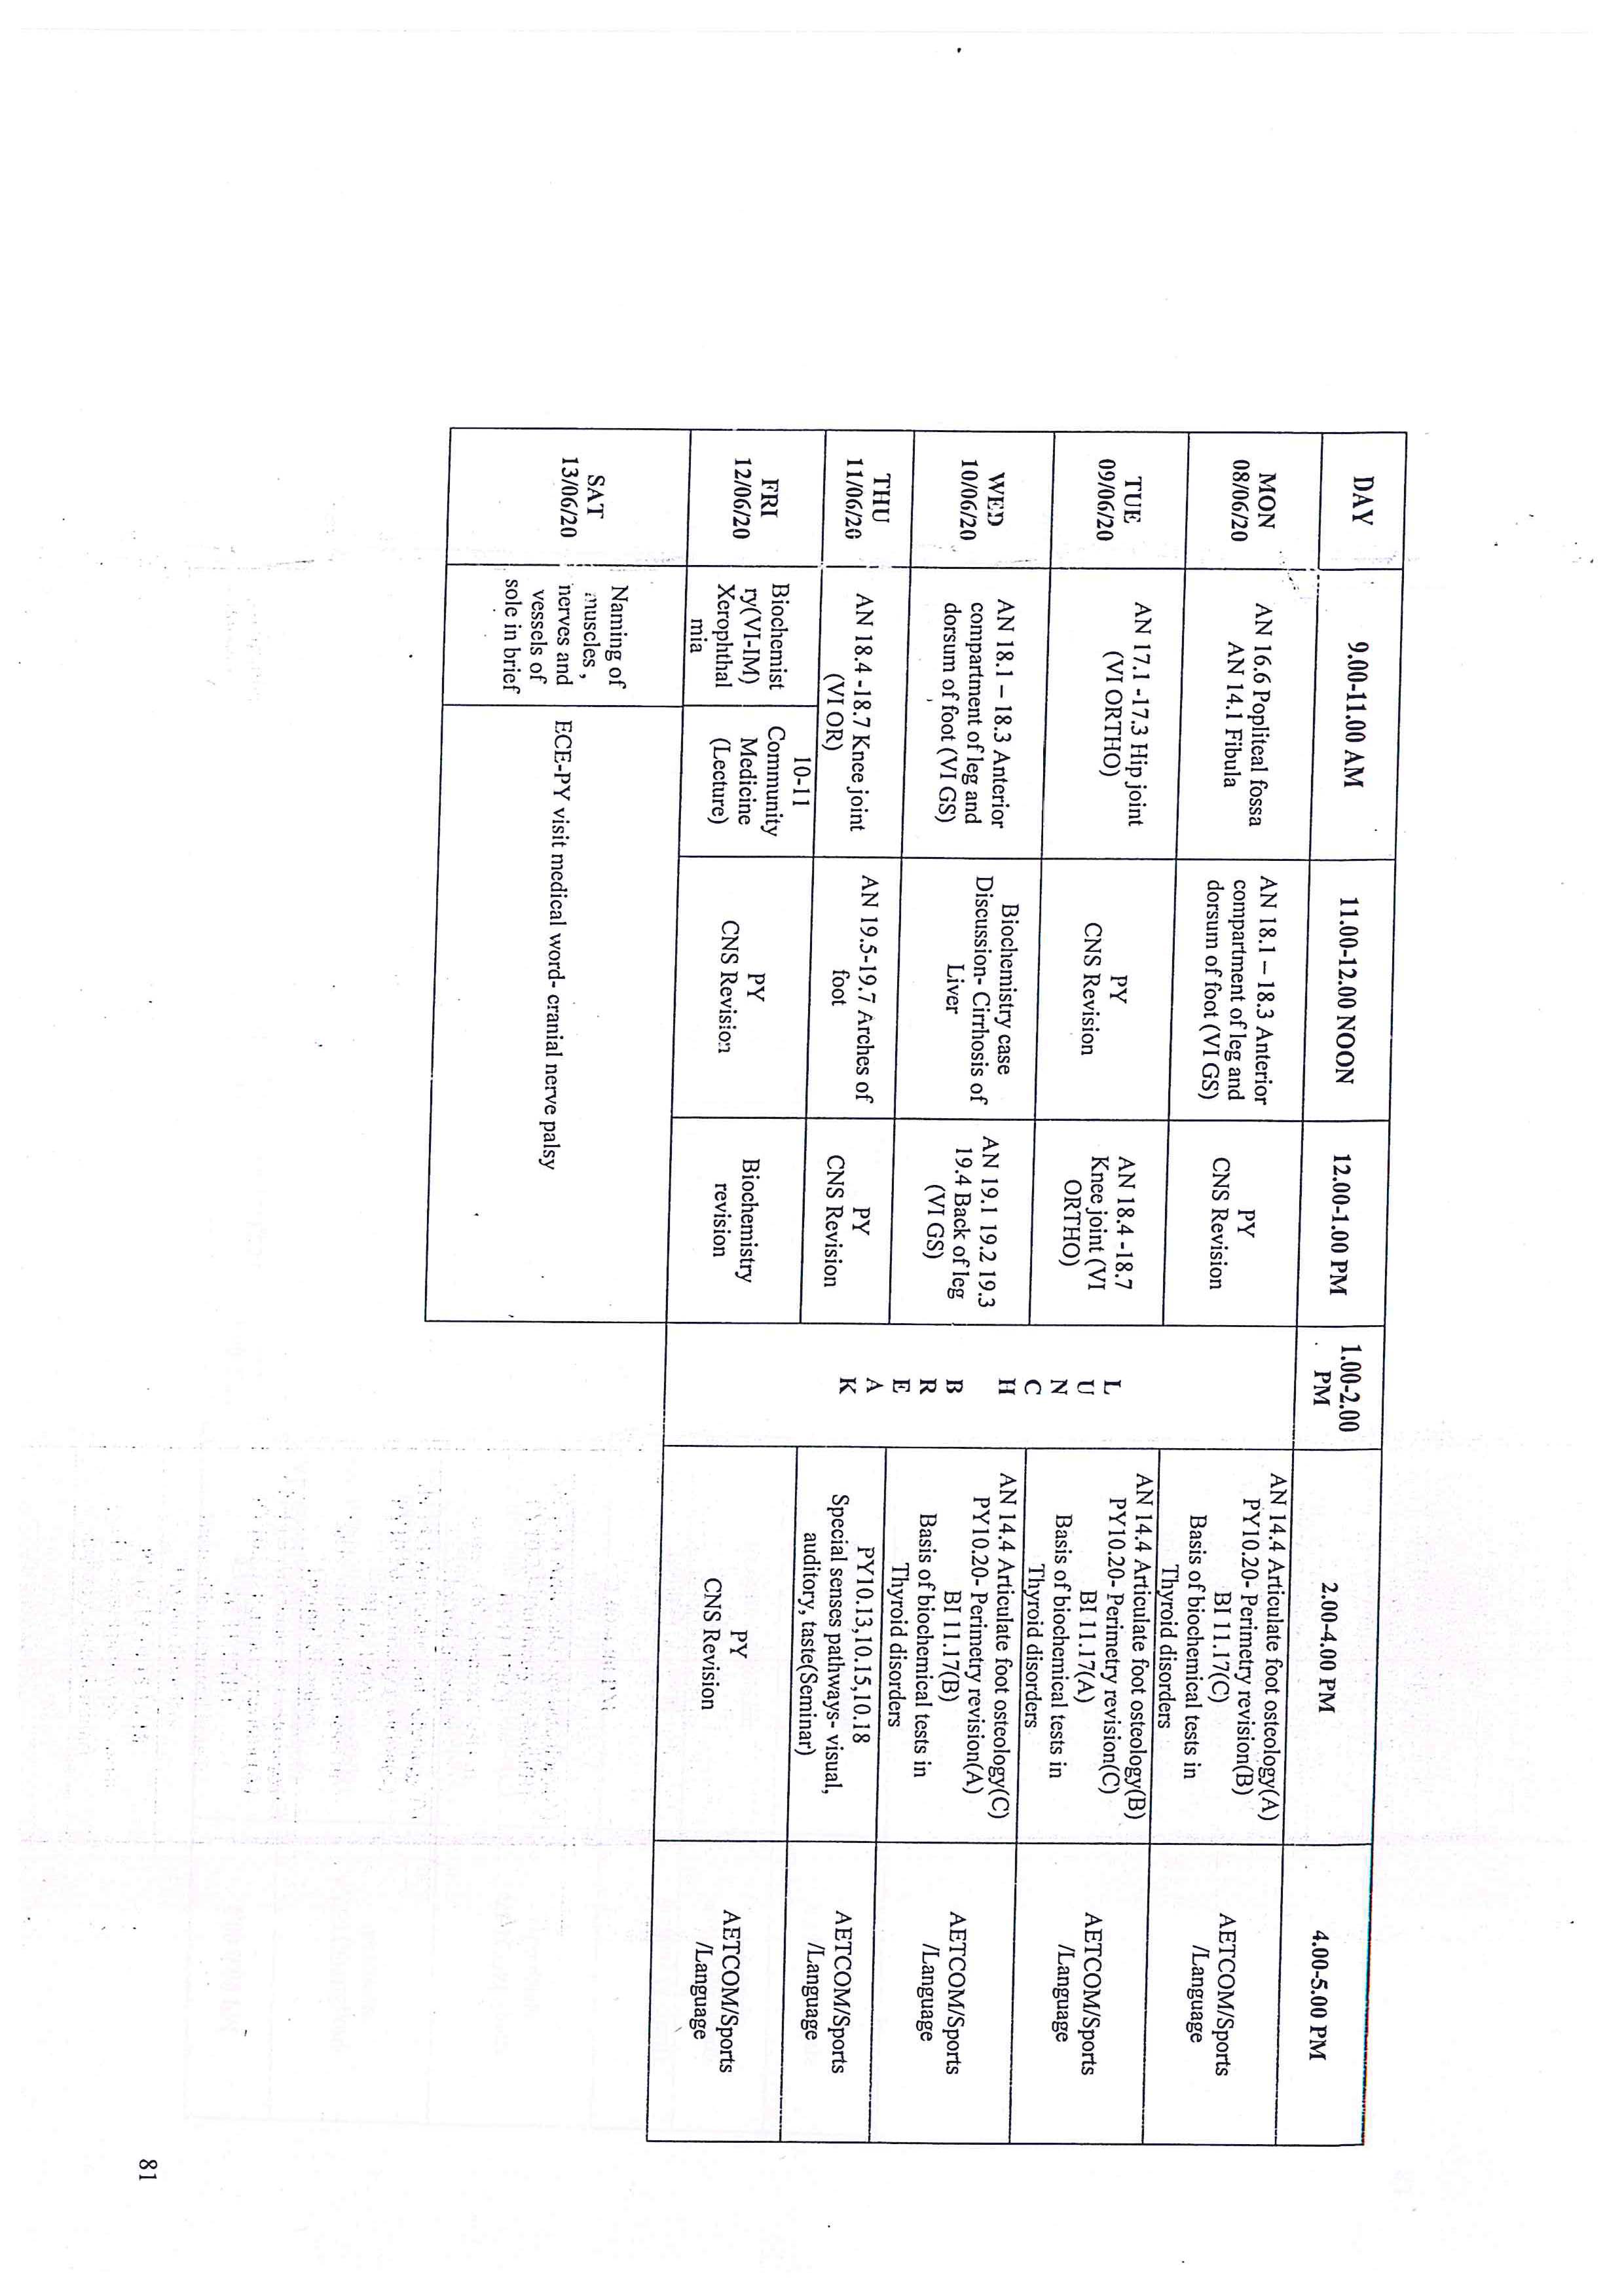 DAY
9.00-11.00 AM
11.00-12.00 NOON
12.00-1.00 PM
1.00-2.00
PM
2.00-4.00 PM
4.00-5.00 PM
MON
08/06/20
AN 16.6 Popliteal fossa
AN 14.1 Fibula
AN 18.1 – 18.3 Anterior
compartment of leg and
dorsum of foot (VI GS)
PY
CNS Revision
L
U
N
C
H
B
R
E
A
K
AN 14.4 Articulate foot osteology(A)
PY10.20- Perimetry revision(B)
BI 11.17(C)
Basis of biochemical tests in
Thyroid disorders
AETCOM/Sports
/Language
TUE
09/06/20
AN 17.1 -17.3 Hip joint
(VI ORTHO)
PY
CNS Revision
AN 18.4 -18.7
Knee joint (VI
ORTHO)
AN 14.4 Articulate foot osteology(B)
PY10.20- Perimetry revision(C)
BI 11.17(A)
Basis of biochemical tests in
Thyroid disorders
AETCOM/Sports
/Language
WED
10/06/20
AN 18.1 – 18.3 Anterior
compartment of leg and
dorsum of foot (VI GS)
Biochemistry case
Discussion- Cirrhosis of
Liver
AN 19.1 19.2 19.3
19.4 Back of leg
(VI GS)
AN 14.4 Articulate foot osteology(C)
PY10.20- Perimetry revision(A)
BI 11.17(B)
Basis of biochemical tests in
Thyroid disorders
AETCOM/Sports
/Language
THU
11/06/20
AN 18.4 -18.7 Knee joint
(VI OR)
AN 19.5-19.7 Arches of
foot
PY
CNS Revision
PY10.13,10.15,10.18
Special senses pathways- visual,
auditory, taste(Seminar)
AETCOM/Sports
/Language
FRI
12/06/20
Biochemist
ry(VI-IM)
Xerophthal
mia
10-11
Community
Medicine
(Lecture)
PY
CNS Revision
Biochemistry
revision
PY
CNS Revision
AETCOM/Sports
/Language
SAT
13/06/20
Naming of
muscles ,
nerves and
vessels of
sole in brief
ECE-PY visit medical word- cranial nerve palsy
81